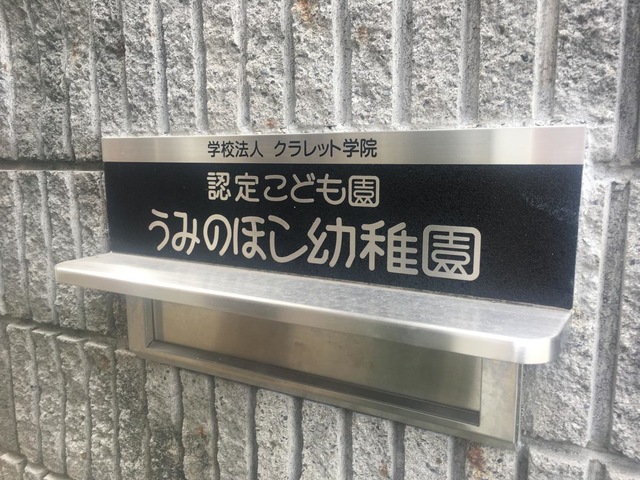 学校法人 クラレット学院
認定こども園
うみのほし幼稚園